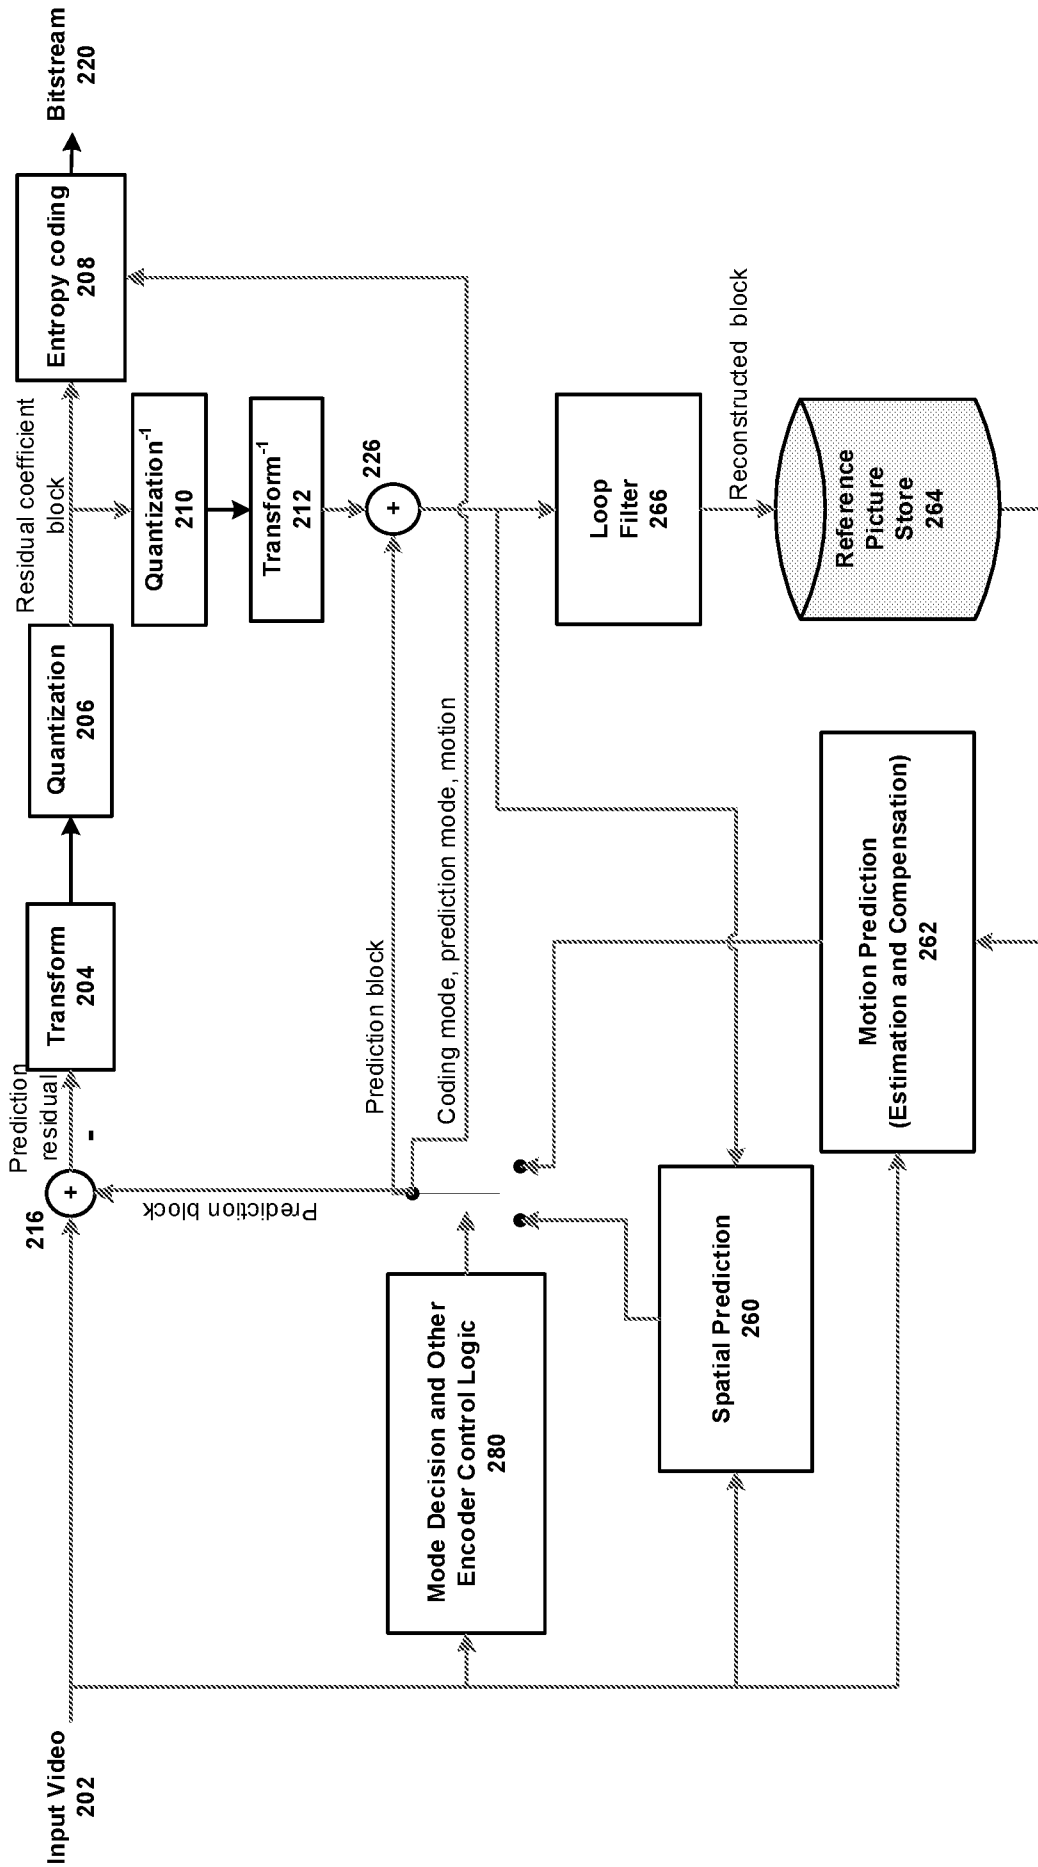 Input Video
202
216
Prediction
residual
-
+
Transform
204
Quantization
206
Residual coefficient
block
Entropy coding
208
Bitstream
220
Quantization-1
210
Transform-1
212
Prediction block
Prediction block
226
+
Coding mode, prediction mode, motion
Mode Decision and Other
Encoder Control Logic
280
Loop
Filter
266
Reconstructed block
Spatial Prediction
260
Motion Prediction
(Estimation and Compensation)
262
Reference
Picture
Store
264